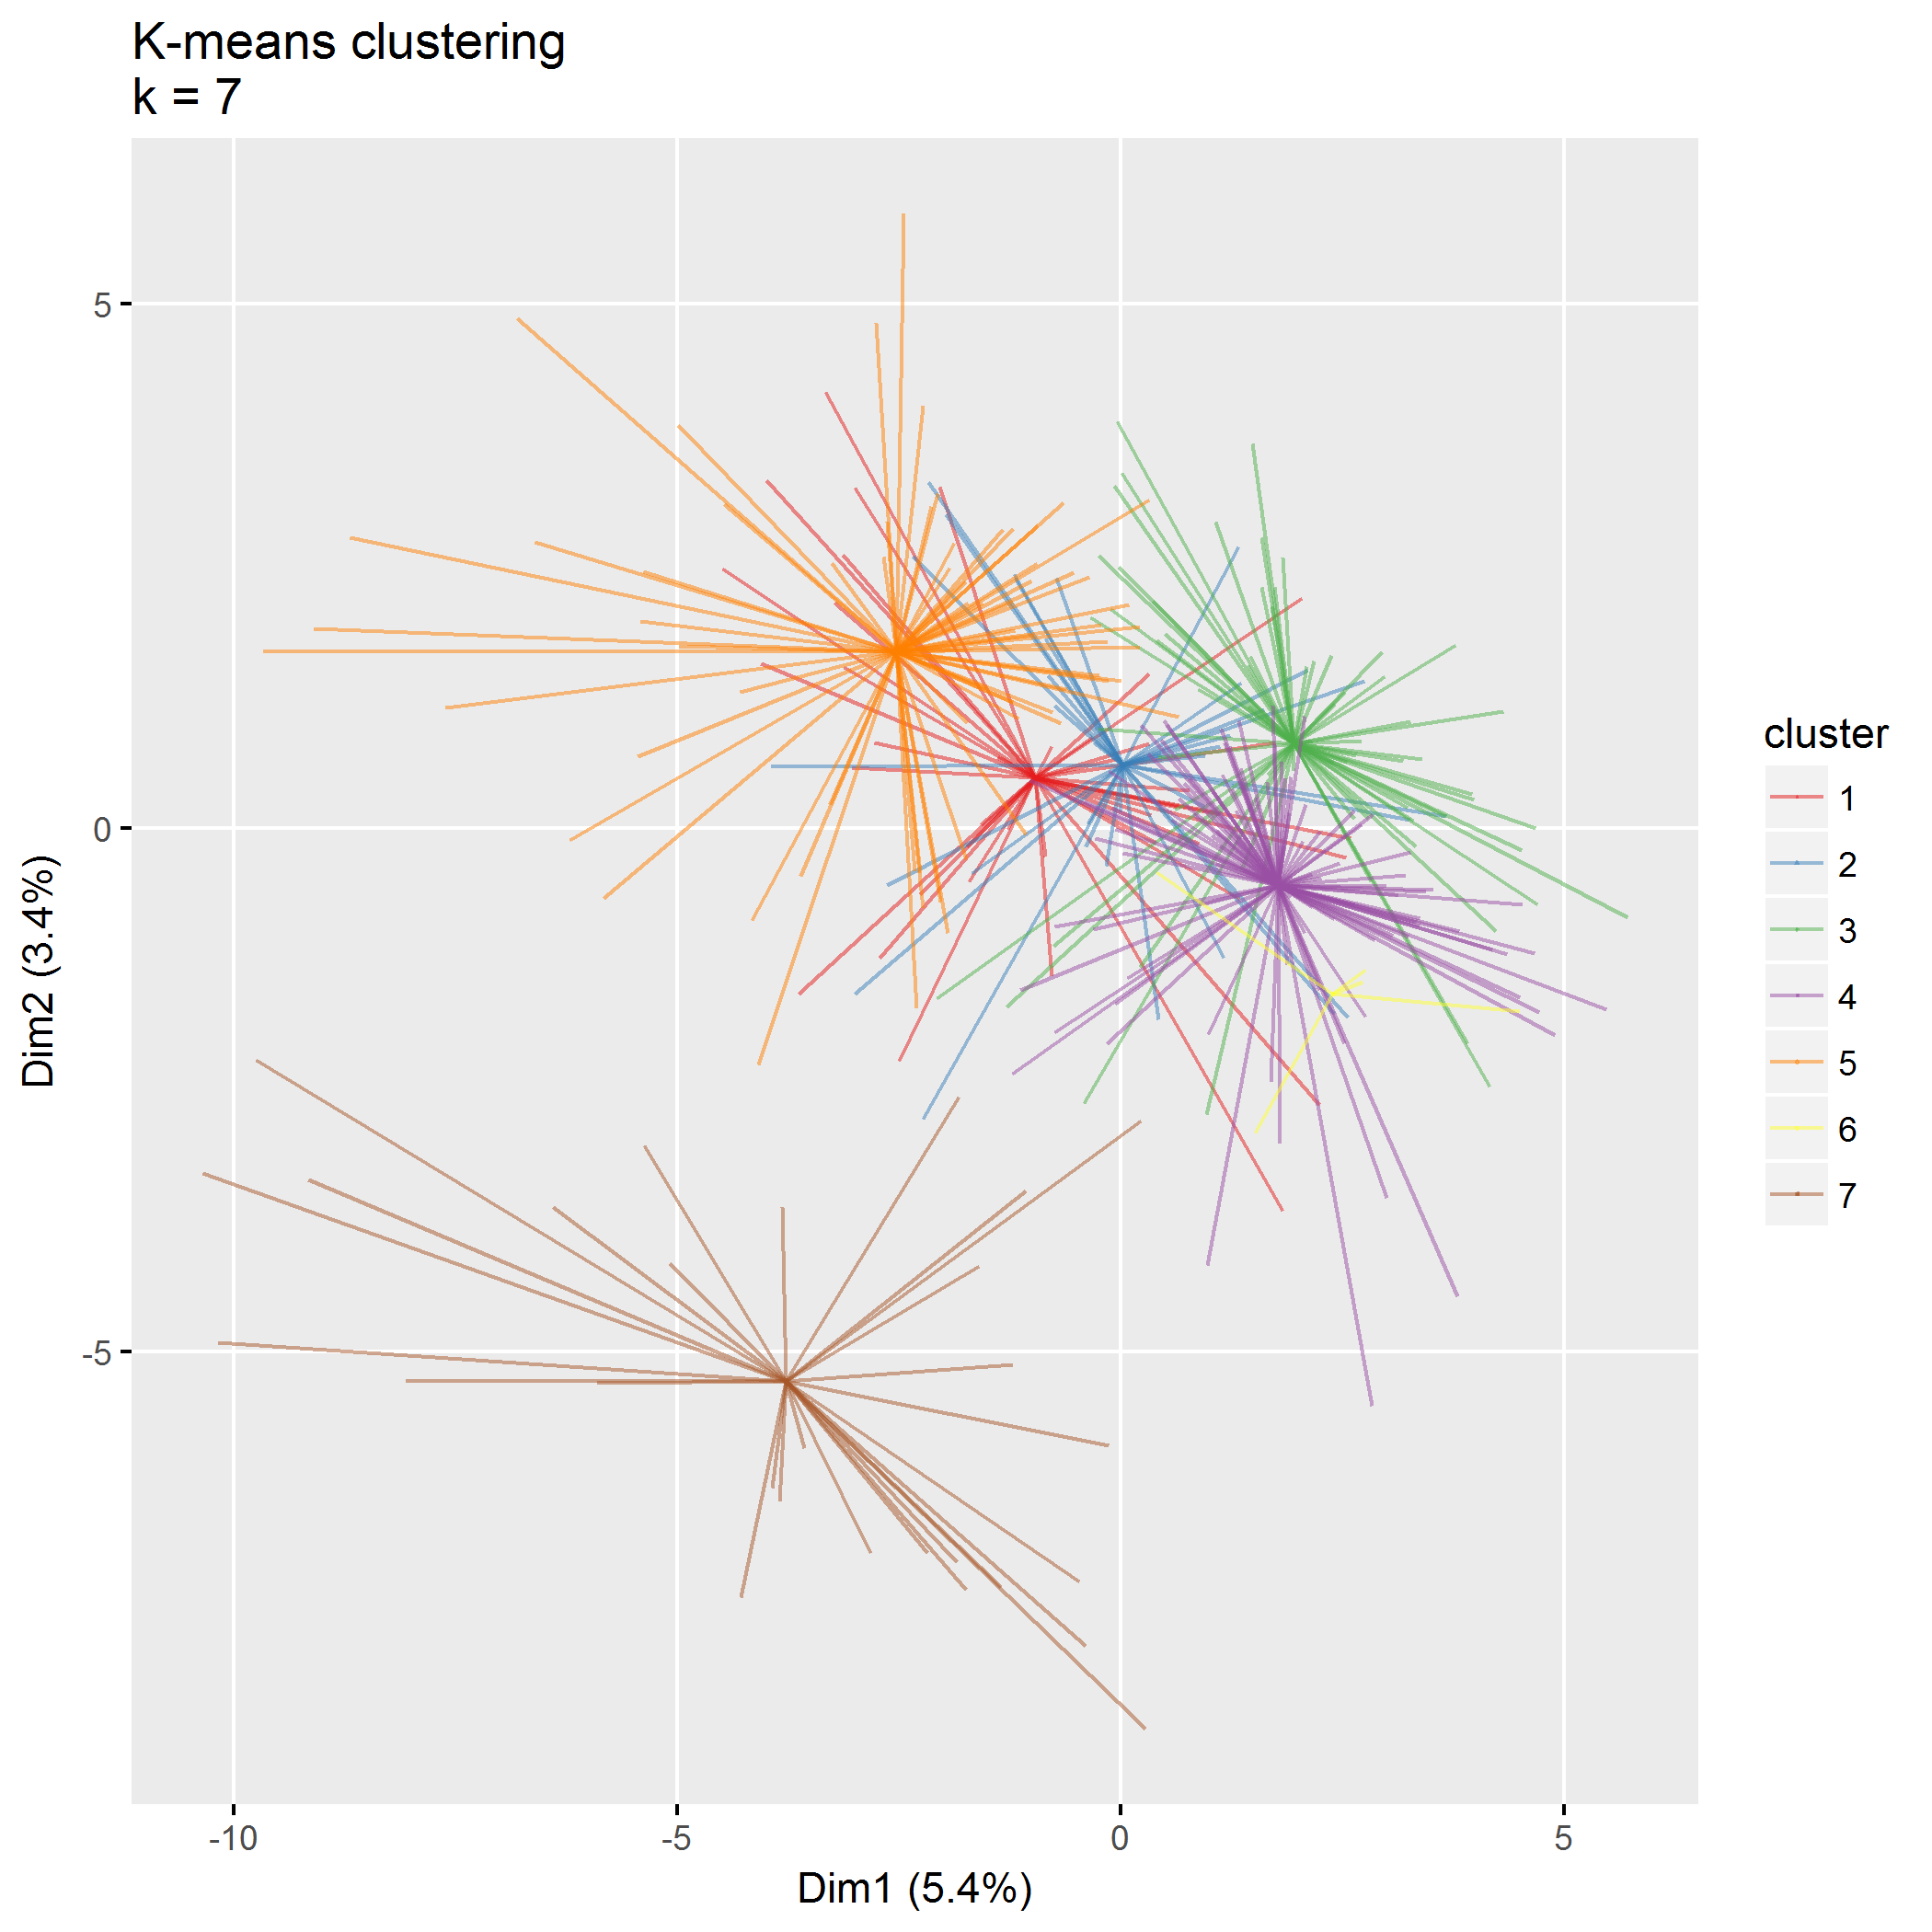 K-means clustering
k = 7
5
0
-5
Dim2 (3.4%)
-10
-5
0
5
Dim1 (5.4%)
cluster
1
2
3
4
5
6
7